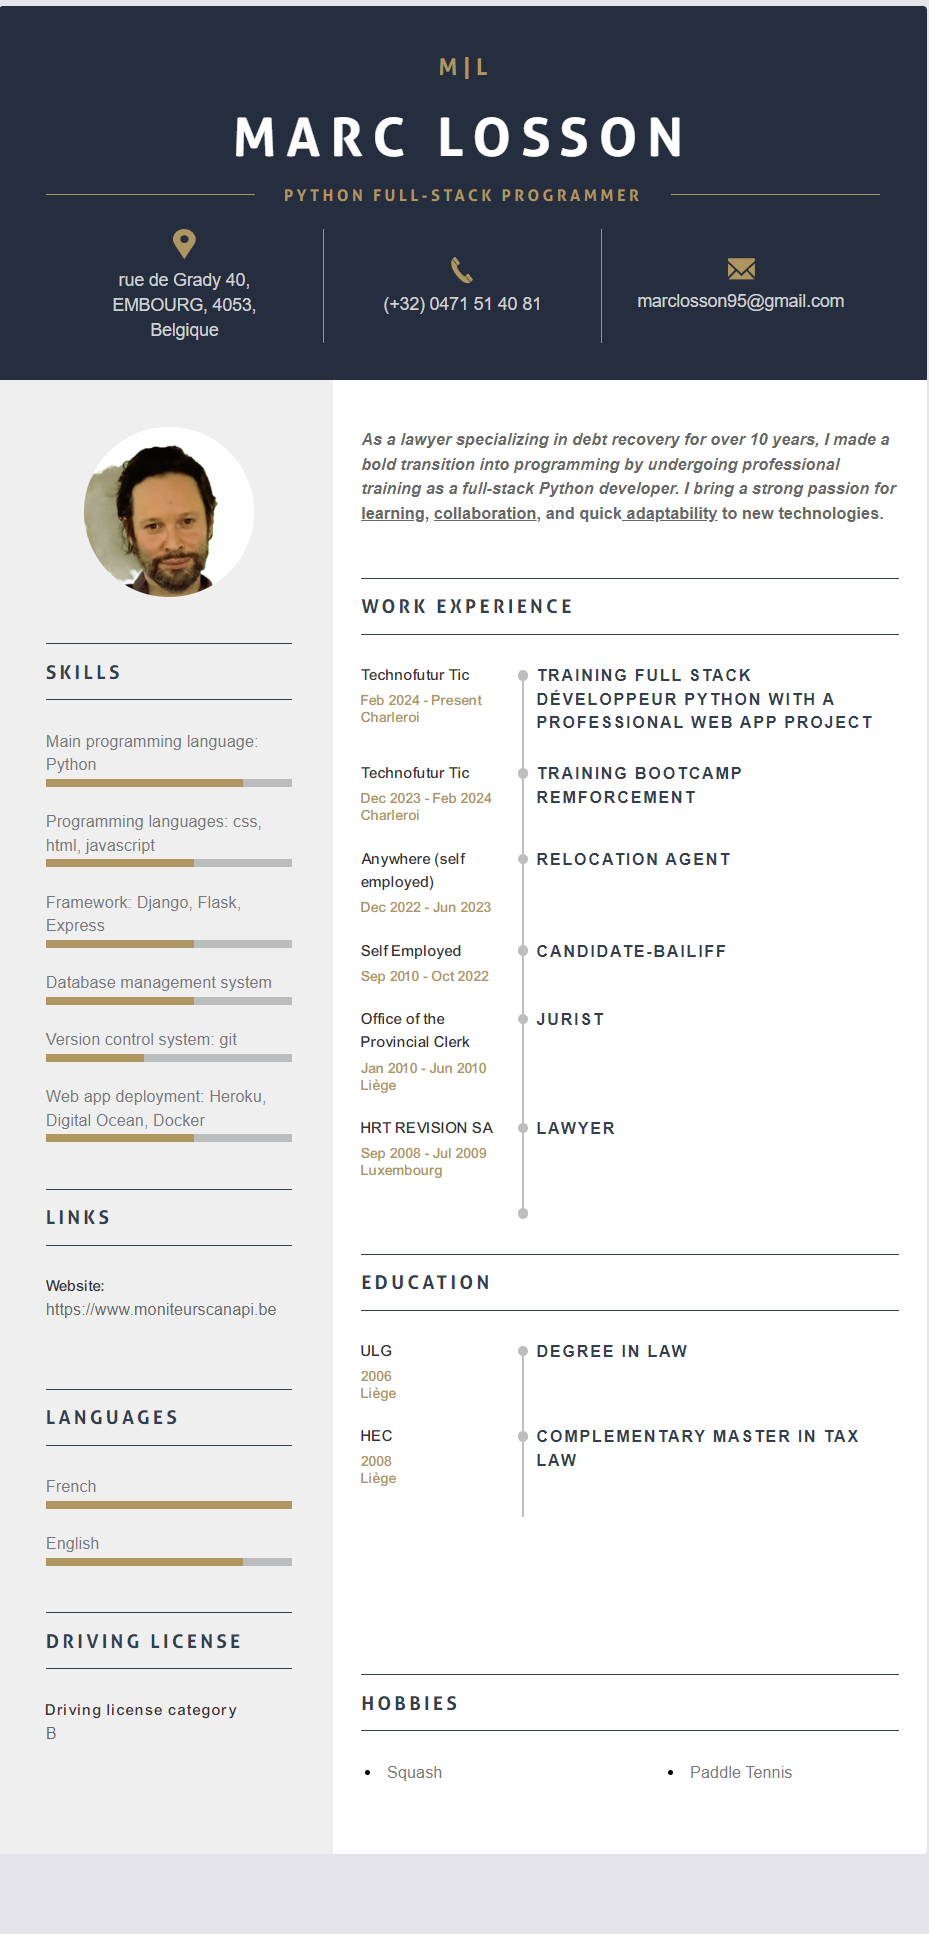 M|L
MARC LOSSON
PYTHON FULL-STACK PROGRAMMER
rue de Grady 40,
EMBOURG, 4053,
Belgique
(+32) 0471 51 40 81
marclosson95@gmail.com
SKILLS
Main programming language:
Python
Programming languages: css,
html, javascript
Framework: Django, Flask,
Express
Database management system
Version control system: git
Web app deployment: Heroku,
Digital Ocean, Docker
LINKS
Website:
https://www.moniteurscanapi.be
LANGUAGES
French
English
DRIVING LICENSE
Driving license category
B
As a lawyer specializing in debt recovery for over 10 years, I made a
bold transition into programming by undergoing professional
training as a full-stack Python developer. I bring a strong passion for
learning, collaboration, and quick adaptability to new technologies.
WORK EXPERIENCE
Technofutur Tic
Feb 2024 - Present
Charleroi
TRAINING FULL STACK
DÉVELOPPEUR PYTHON WITH A
PROFESSIONAL WEB APP PROJECT
Technofutur Tic
Dec 2023 - Feb 2024
Charleroi
TRAINING BOOTCAMP
REMFORCEMENT
Anywhere (self
employed)
Dec 2022 - Jun 2023
RELOCATION AGENT
Self Employed
Sep 2010 - Oct 2022
CANDIDATE-BAILIFF
Office of the
Provincial Clerk
Jan 2010 - Jun 2010
Liège
JURIST
HRT REVISION SA
Sep 2008 - Jul 2009
Luxembourg
LAWYER
EDUCATION
ULG
2006
Liège
DEGREE IN LAW
HEC
2008
Liège
COMPLEMENTARY MASTER IN TAX
LAW
HOBBIES
• Squash
• Paddle Tennis